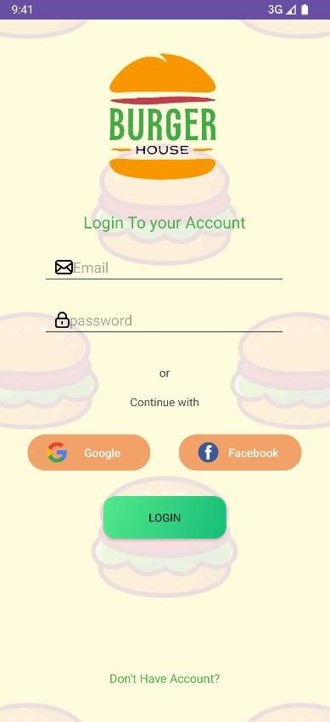 9:41
3G
BURGER
HOUSE
Login To your Account
Email
password
or
Continue with
Google
Facebook
LOGIN
Don't Have Account?